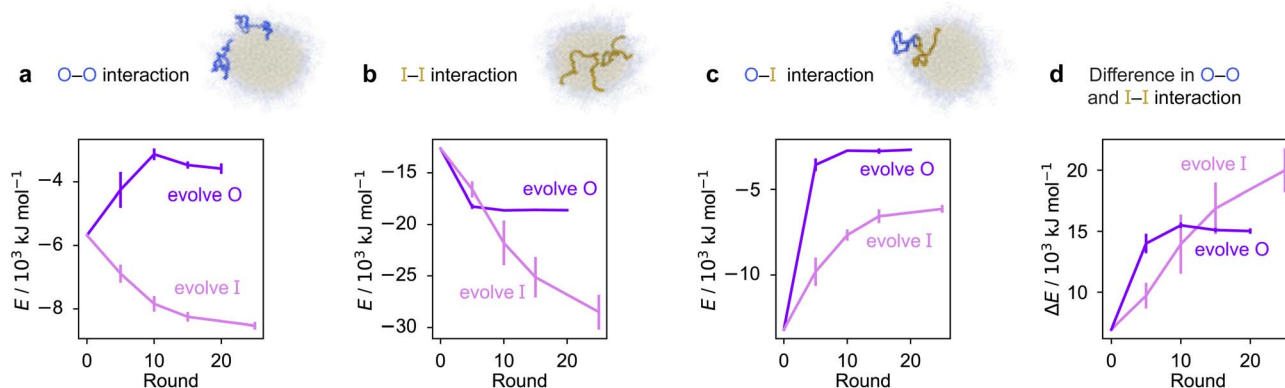 a O–O interaction
E / 10³ kJ mol⁻¹
−4
−6
−8
evolve O
evolve I
0 10 20
Round
b I–I interaction
E / 10³ kJ mol⁻¹
−15
−20
−25
−30
evolve O
evolve I
0 10 20
Round
c O–I interaction
E / 10³ kJ mol⁻¹
−5
−10
evolve O
evolve I
0 10 20
Round
d Difference in O–O
and I–I interaction
ΔE / 10³ kJ mol⁻¹
20
15
10
evolve I
evolve O
0 10 20
Round